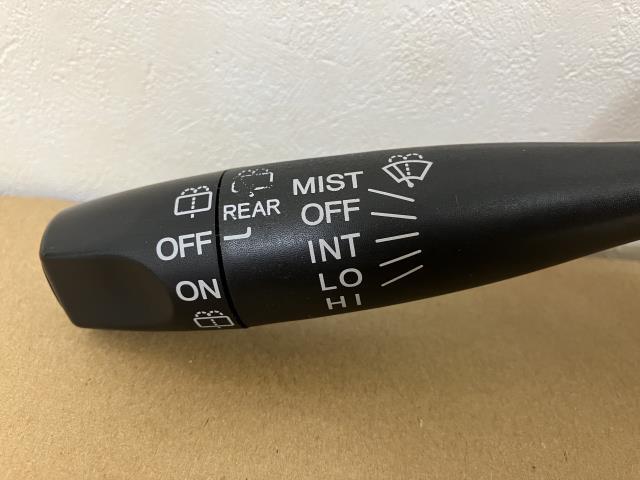 MIST
OFF
INT
LO
HI
REAR
OFF
ON